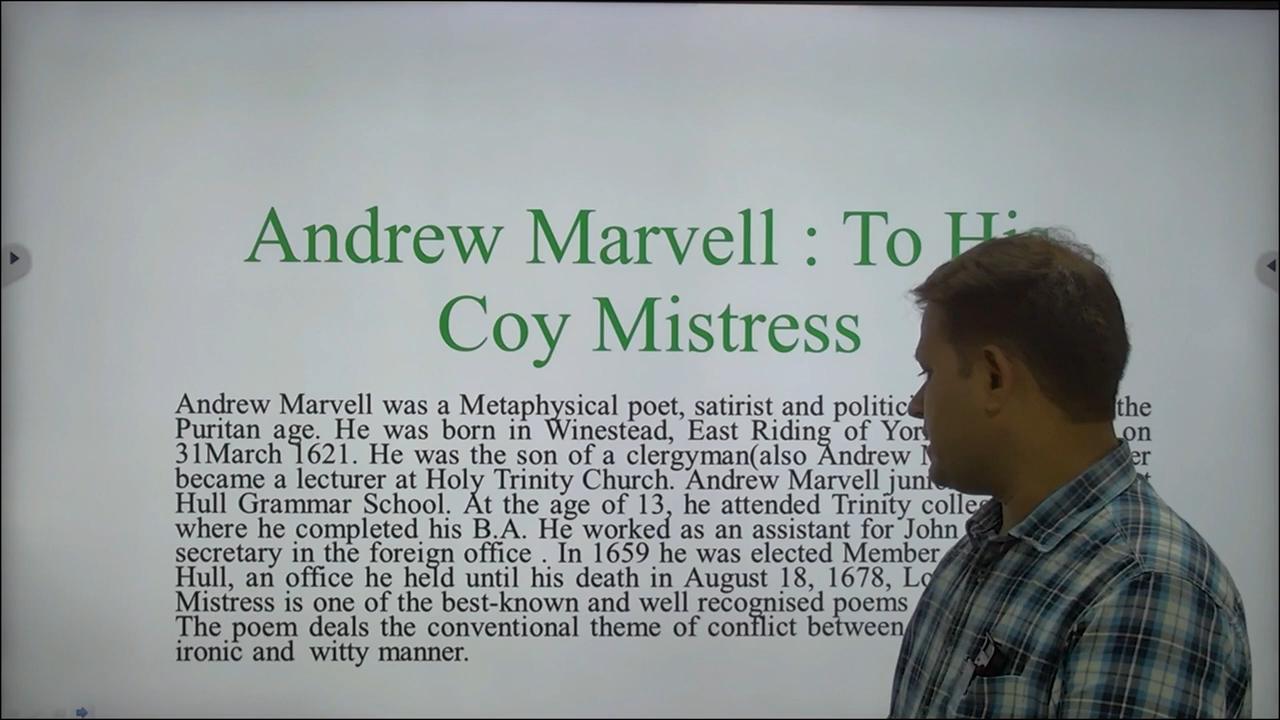 Andrew Marvell : To His
Coy Mistress
Andrew Marvell was a Metaphysical poet, satirist and the
Puritan age. He was born in Winestead, East Riding of on
31March 1621. He was the son of a clergyman(also Andrew
became a lecturer at Holy Trinity Church. Andrew Marvell
Hull Grammar School. At the age of 13, he attended Trinity
where he completed his B.A. He worked as an assistant for John
secretary in the foreign office . In 1659 he was elected Member
Hull, an office he held until his death in August 18, 1678,
Mistress is one of the best-known and well recognised poems
The poem deals the conventional theme of conflict between
ironic and witty manner.